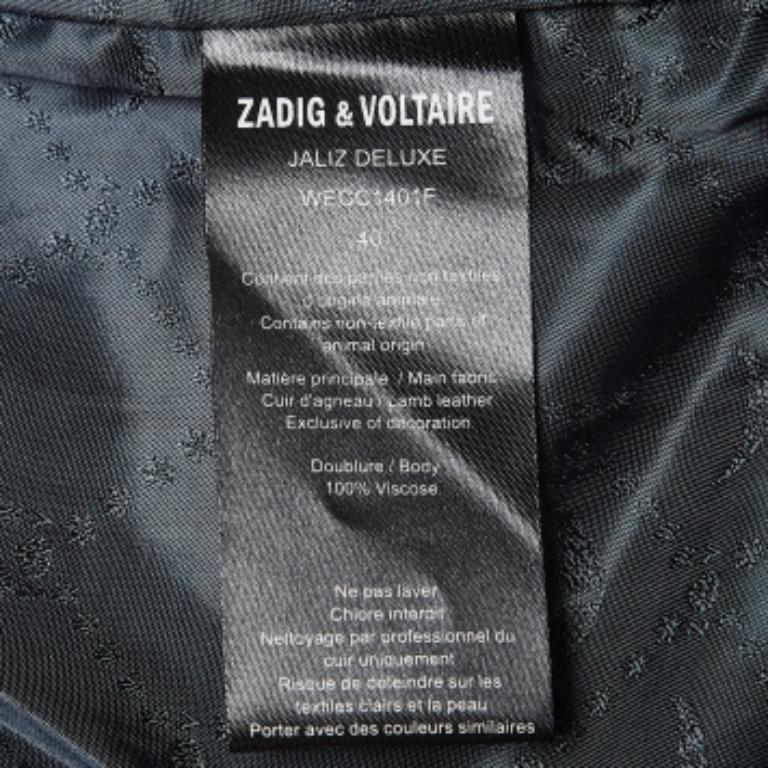 ZADIG & VOLTAIRE
JALIZ DELUXE
WECC1401F
40
Contient des parties non textiles
d'origine animale
Contains non-textile parts of
animal origin
Matière principale / Main fabric
Cuir d'agneau / Lamb leather
Exclusive of decoration
Doublure / Body
100% Viscose
Ne pas laver
Chlore interdit
Nettoyage par professionnel du
cuir uniquement
Risque de déteindre sur les
textiles clairs et la peau
Porter avec des couleurs similaires